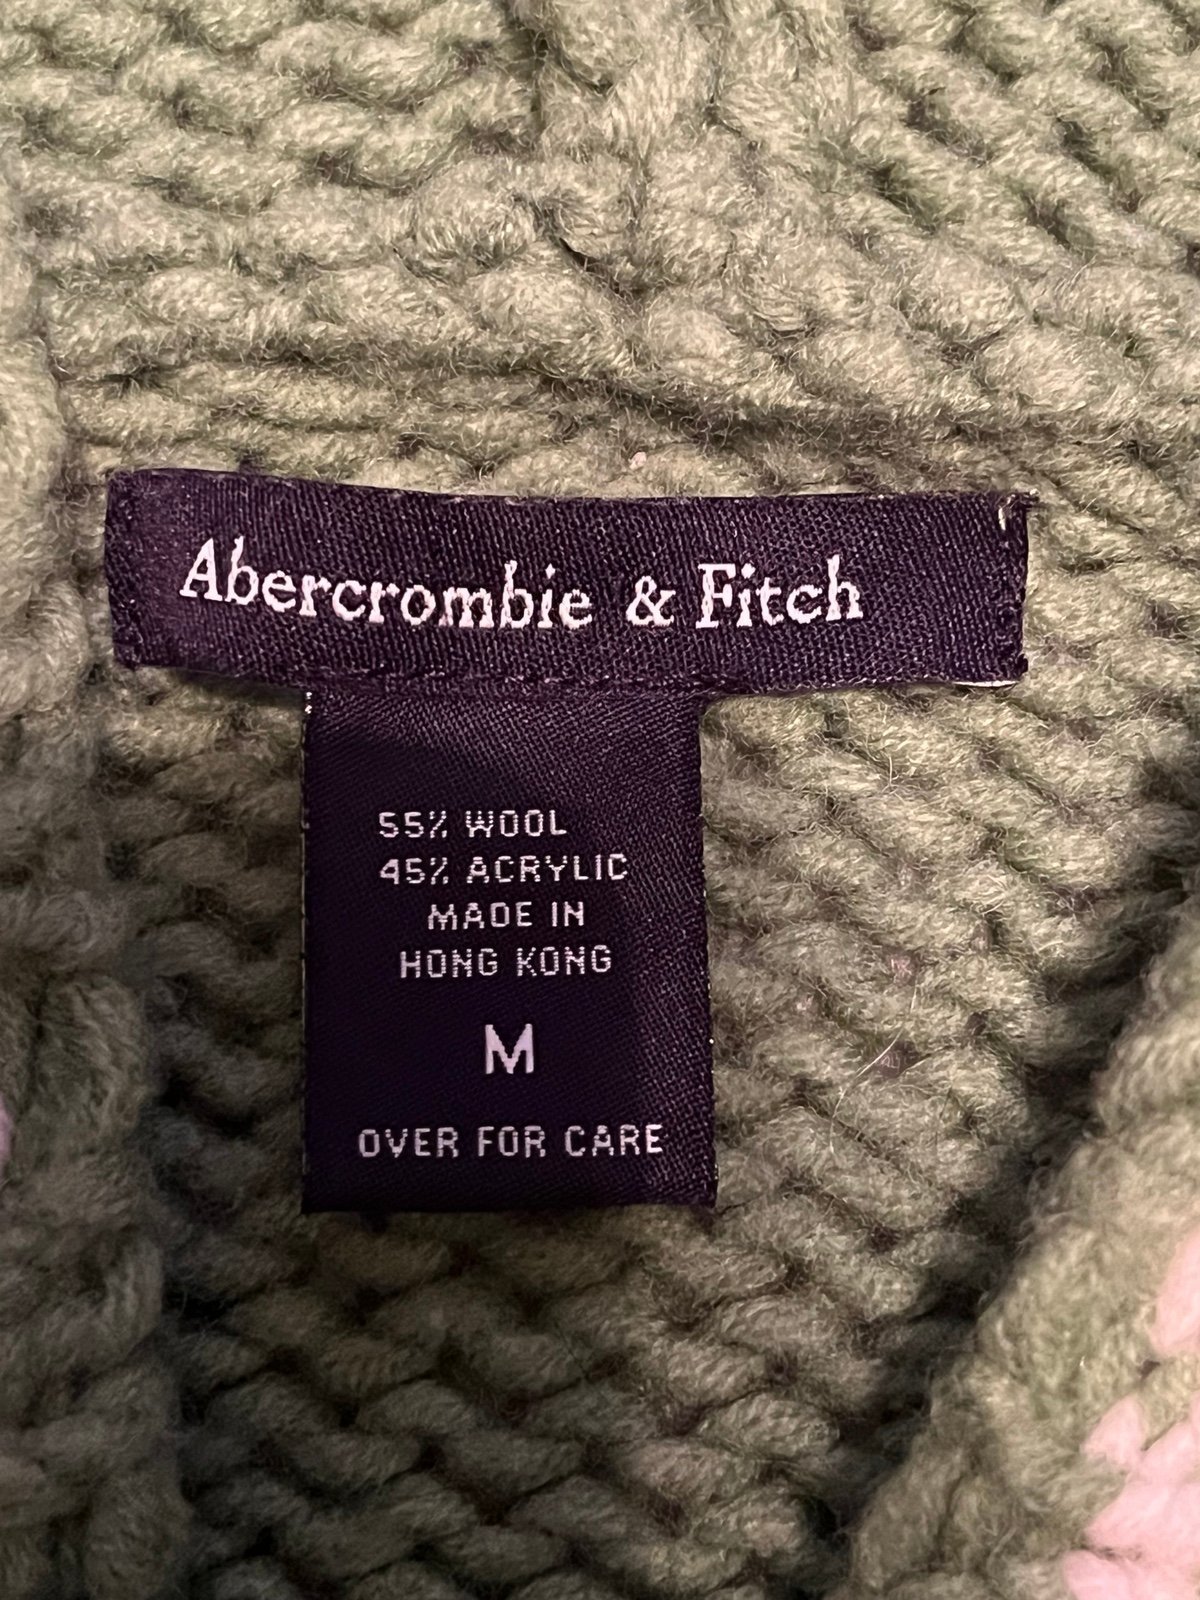 Abercrombie & Fitch
55% WOOL
45% ACRYLIC
MADE IN
HONG KONG
M
OVER FOR CARE